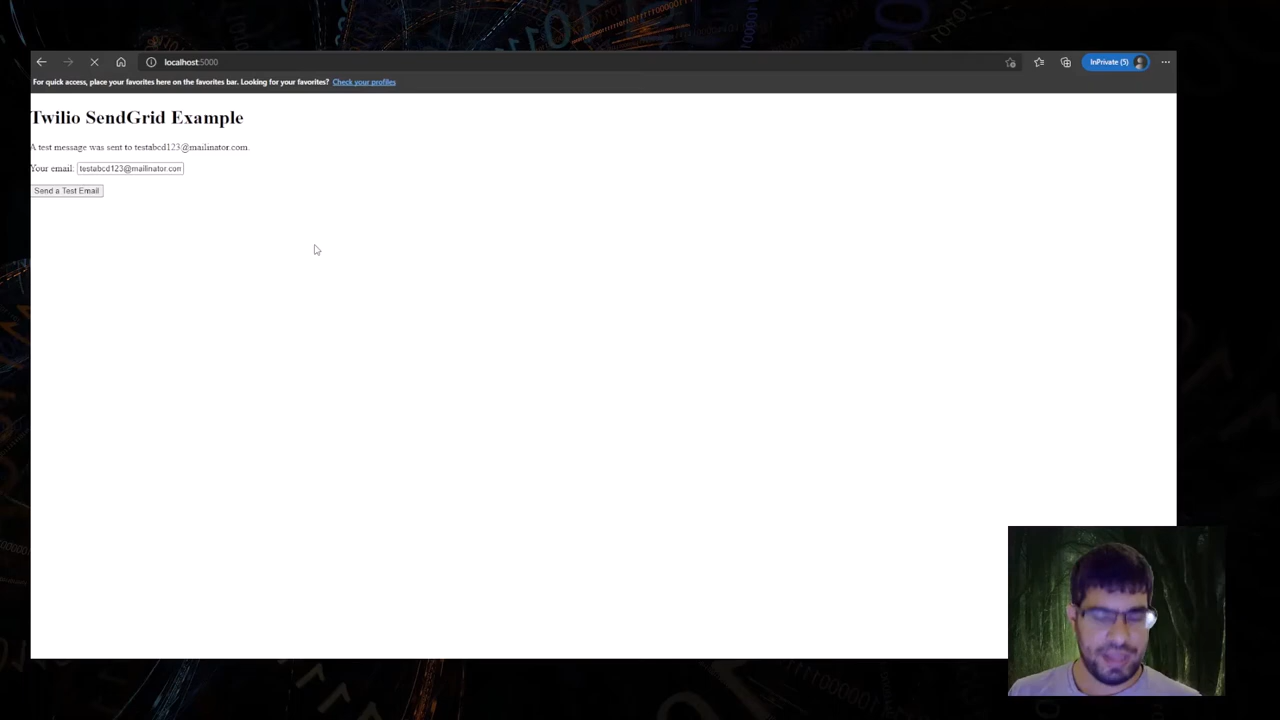 localhost:5000
InPrivate (5)
For quick access, place your favorites here on the favorites bar. Looking for your favorites? Check your profiles
Twilio SendGrid Example
A test message was sent to testabcd123@mailinator.com.
Your email: testabcd123@mailinator.com
Send a Test Email